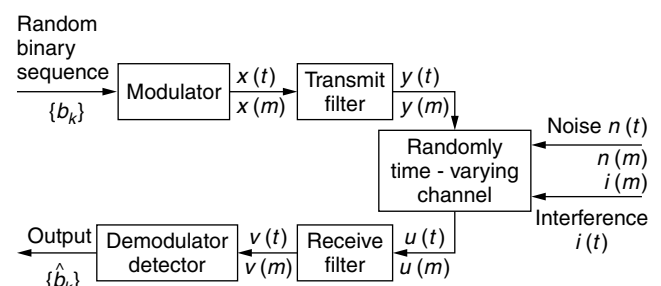 Random
binary
sequence
{b_k}
Modulator
x (t)
x (m)
Transmit
filter
y (t)
y (m)
Randomly
time - varying
channel
Noise n (t)
n (m)
i (m)
Interference
i (t)
Output
{b̂_k}
Demodulator
detector
v (t)
v (m)
Receive
filter
u (t)
u (m)